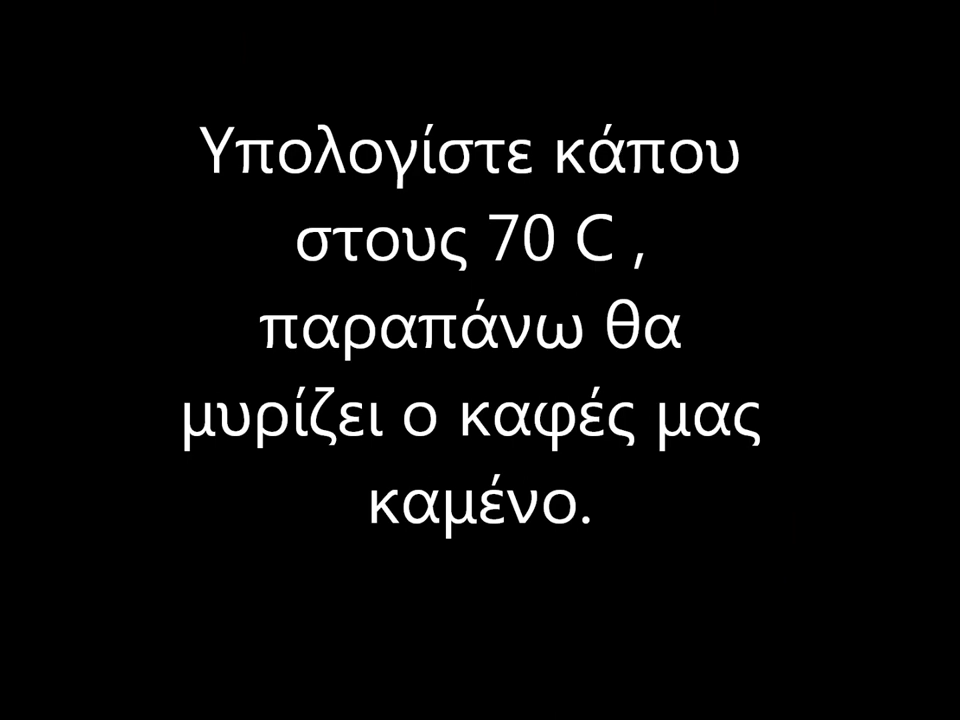 Υπολογίστε κάπου
στους 70 C ,
παραπάνω θα
μυρίζει ο καφές μας
καμένο.